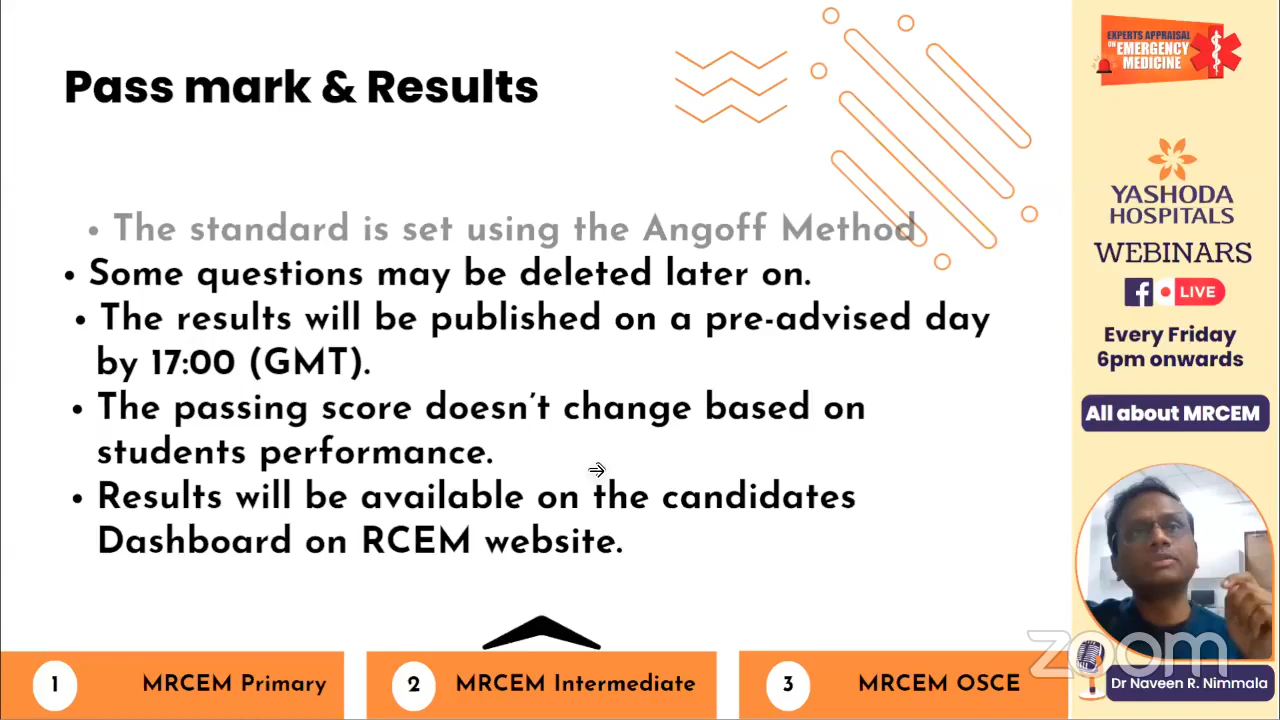 Pass mark & Results
• The standard is set using the Angoff Method
• Some questions may be deleted later on.
• The results will be published on a pre-advised day
by 17:00 (GMT).
• The passing score doesn't change based on
students performance.
• Results will be available on the candidates
Dashboard on RCEM website.
1 MRCEM Primary
2 MRCEM Intermediate
3 MRCEM OSCE
EXPERTS APPRAISAL
ON EMERGENCY
MEDICINE
YASHODA
HOSPITALS
WEBINARS
LIVE
Every Friday
6pm onwards
All about MRCEM
zoom
Dr Naveen R. Nimmala